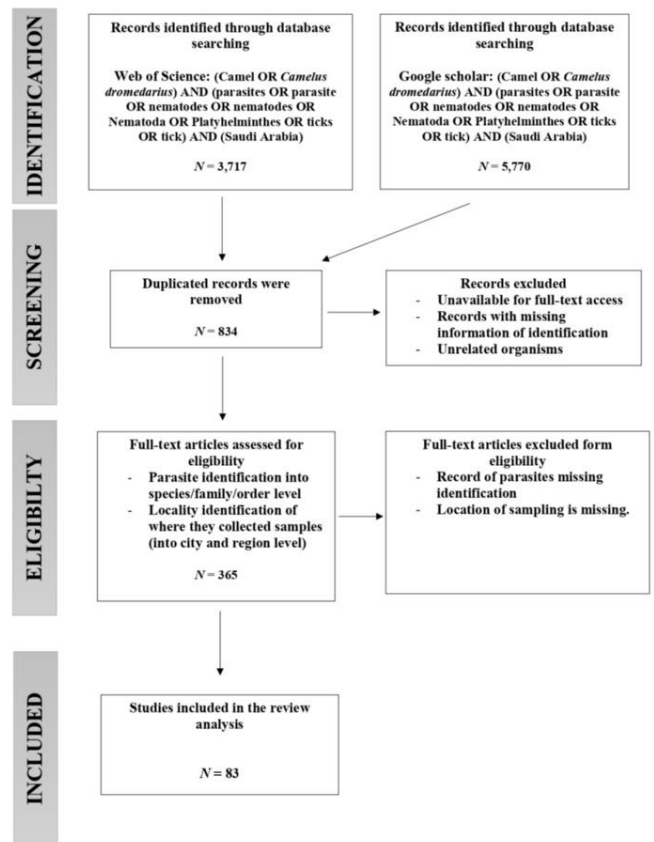 IDENTIFICATION
Records identified through database
searching
Web of Science: (Camel OR Camelus
dromedarius) AND (parasites OR parasite
OR nematodes OR nematodes OR
Nematoda OR Platyhelminthes OR ticks
OR tick) AND (Saudi Arabia)
N = 3,717
Records identified through database
searching
Google scholar: (Camel OR Camelus
dromedarius) AND (parasites OR parasite
OR nematodes OR nematodes OR
Nematoda OR Platyhelminthes OR ticks
OR tick) AND (Saudi Arabia)
N = 5,770
SCREENING
Duplicated records were
removed
N = 834
Records excluded
- Unavailable for full-text access
- Records with missing
information of identification
- Unrelated organisms
ELIGIBILTY
Full-text articles assessed for
eligibility
- Parasite identification into
species/family/order level
- Locality identification of
where they collected samples
(into city and region level)
N = 365
Full-text articles excluded form
eligibility
- Record of parasites missing
identification
- Location of sampling is missing.
INCLUDED
Studies included in the review
analysis
N = 83